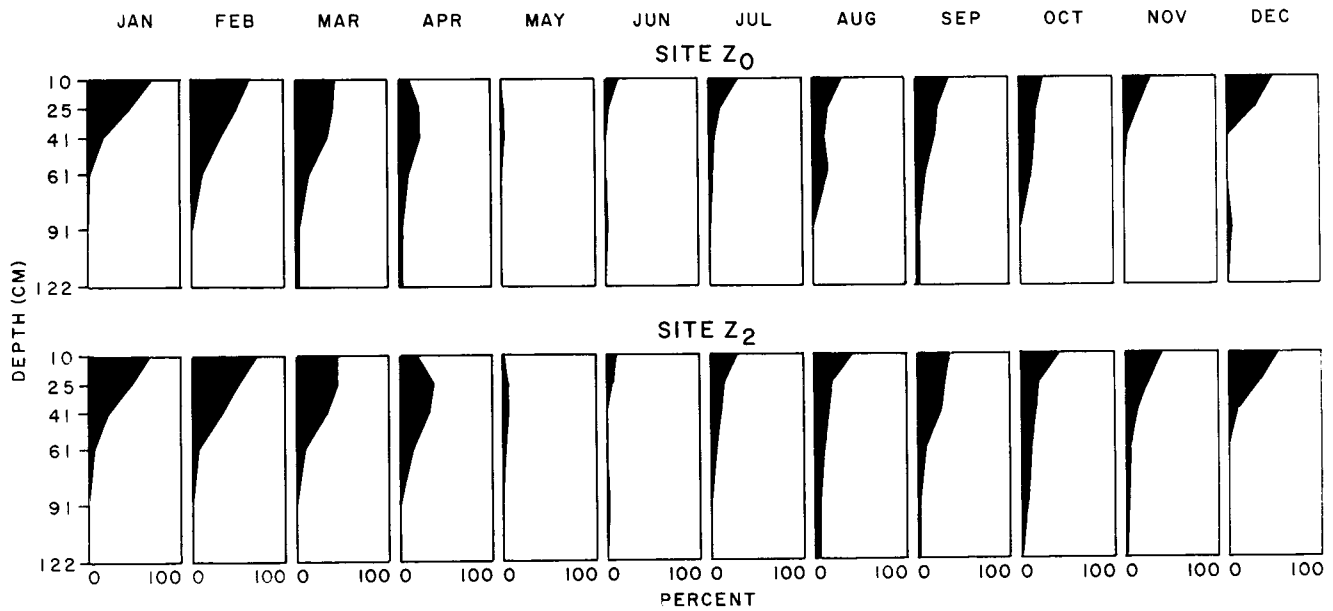 JAN FEB MAR APR MAY JUN JUL AUG SEP OCT NOV DEC
SITE Z0
10
25
41
61
91
122
DEPTH (CM)
SITE Z2
10
25
41
61
91
122
0 100 0 100 0 100 0 100 0 100 0 100 0 100 0 100 0 100 0 100 0 100 0 100
PERCENT